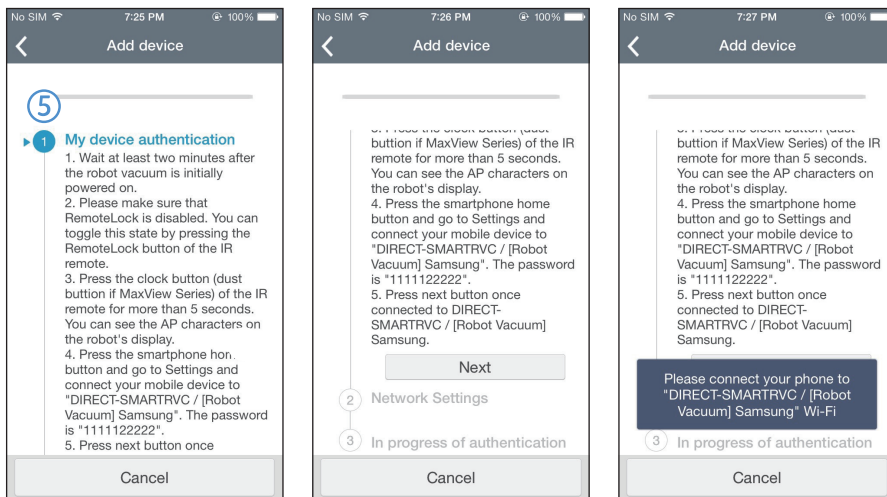 No SIM 7:25 PM 100%
Add device
5
1 My device authentication
1. Wait at least two minutes after
the robot vacuum is initially
powered on.
2. Please make sure that
RemoteLock is disabled. You can
toggle this state by pressing the
RemoteLock button of the IR
remote.
3. Press the clock button (dust
buttion if MaxView Series) of the IR
remote for more than 5 seconds.
You can see the AP characters on
the robot's display.
4. Press the smartphone hom
button and go to Settings and
connect your mobile device to
"DIRECT-SMARTRVC / [Robot
Vacuum] Samsung". The password
is "1111122222".
5. Press next button once
Cancel
No SIM 7:26 PM 100%
Add device
3. Press the clock button (dust
buttion if MaxView Series) of the IR
remote for more than 5 seconds.
You can see the AP characters on
the robot's display.
4. Press the smartphone home
button and go to Settings and
connect your mobile device to
"DIRECT-SMARTRVC / [Robot
Vacuum] Samsung". The password
is "1111122222".
5. Press next button once
connected to DIRECT-
SMARTRVC / [Robot Vacuum]
Samsung.
Next
2 Network Settings
3 In progress of authentication
Cancel
No SIM 7:27 PM 100%
Add device
3. Press the clock button (dust
buttion if MaxView Series) of the IR
remote for more than 5 seconds.
You can see the AP characters on
the robot's display.
4. Press the smartphone home
button and go to Settings and
connect your mobile device to
"DIRECT-SMARTRVC / [Robot
Vacuum] Samsung". The password
is "1111122222".
5. Press next button once
connected to DIRECT-
SMARTRVC / [Robot Vacuum]
Samsung.
Please connect your phone to
"DIRECT-SMARTRVC / [Robot
Vacuum] Samsung" Wi-Fi
3 In progress of authentication
Cancel